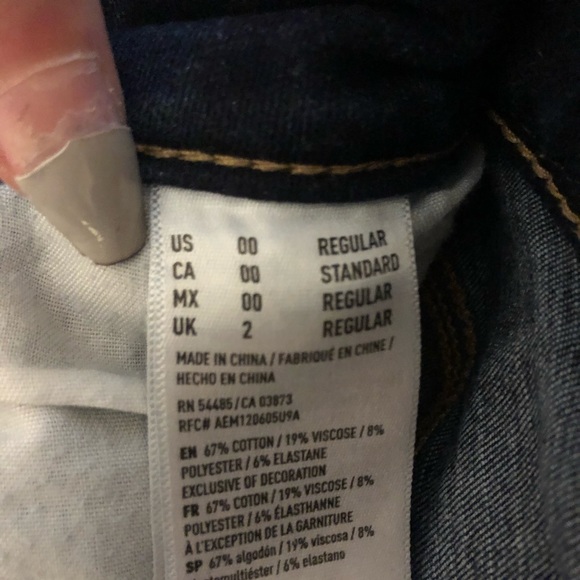 US 00 REGULAR
CA 00 STANDARD
MX 00 REGULAR
UK 2 REGULAR
MADE IN CHINA / FABRIQUÉ EN CHINE /
HECHO EN CHINA
RN 54485/CA 03873
RFC# AEM120605U9A
EN 67% COTTON / 19% VISCOSE / 8%
POLYESTER / 6% ELASTANE
EXCLUSIVE OF DECORATION
FR 67% COTON / 19% VISCOSE / 8%
POLYESTER / 6% ÉLASTHANNE
À L'EXCEPTION DE LA GARNITURE
SP 67% algodón / 19% viscosa / 8%
/ 6% elastano